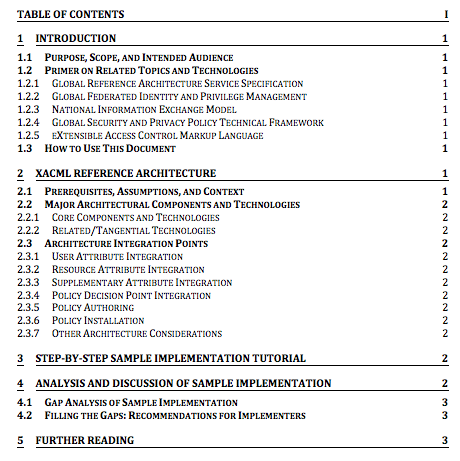 TABLE OF CONTENTS I
1 INTRODUCTION 1
1.1 PURPOSE, SCOPE, AND INTENDED AUDIENCE 1
1.2 PRIMER ON RELATED TOPICS AND TECHNOLOGIES 1
1.2.1 GLOBAL REFERENCE ARCHITECTURE SERVICE SPECIFICATION 1
1.2.2 GLOBAL FEDERATED IDENTITY AND PRIVILEGE MANAGEMENT 1
1.2.3 NATIONAL INFORMATION EXCHANGE MODEL 1
1.2.4 GLOBAL SECURITY AND PRIVACY POLICY TECHNICAL FRAMEWORK 1
1.2.5 EXTENSIBLE ACCESS CONTROL MARKUP LANGUAGE 1
1.3 HOW TO USE THIS DOCUMENT 1
2 XACML REFERENCE ARCHITECTURE 1
2.1 PREREQUISITES, ASSUMPTIONS, AND CONTEXT 1
2.2 MAJOR ARCHITECTURAL COMPONENTS AND TECHNOLOGIES 2
2.2.1 CORE COMPONENTS AND TECHNOLOGIES 2
2.2.2 RELATED/TANGENTIAL TECHNOLOGIES 2
2.3 ARCHITECTURE INTEGRATION POINTS 2
2.3.1 USER ATTRIBUTE INTEGRATION 2
2.3.2 RESOURCE ATTRIBUTE INTEGRATION 2
2.3.3 SUPPLEMENTARY ATTRIBUTE INTEGRATION 2
2.3.4 POLICY DECISION POINT INTEGRATION 2
2.3.5 POLICY AUTHORING 2
2.3.6 POLICY INSTALLATION 2
2.3.7 OTHER ARCHITECTURE CONSIDERATIONS 2
3 STEP-BY-STEP SAMPLE IMPLEMENTATION TUTORIAL 2
4 ANALYSIS AND DISCUSSION OF SAMPLE IMPLEMENTATION 2
4.1 GAP ANALYSIS OF SAMPLE IMPLEMENTATION 3
4.2 FILLING THE GAPS: RECOMMENDATIONS FOR IMPLEMENTERS 3
5 FURTHER READING 3